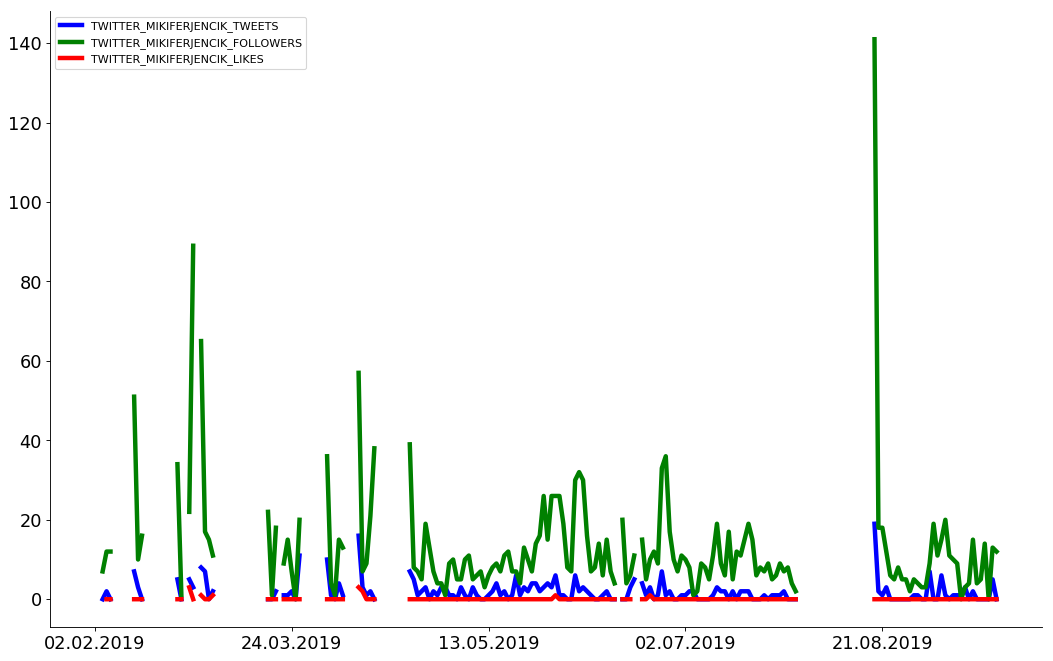 TWITTER_MIKIFERJENCIK_TWEETS
TWITTER_MIKIFERJENCIK_FOLLOWERS
TWITTER_MIKIFERJENCIK_LIKES
140
120
100
80
60
40
20
0
02.02.2019 24.03.2019 13.05.2019 02.07.2019 21.08.2019